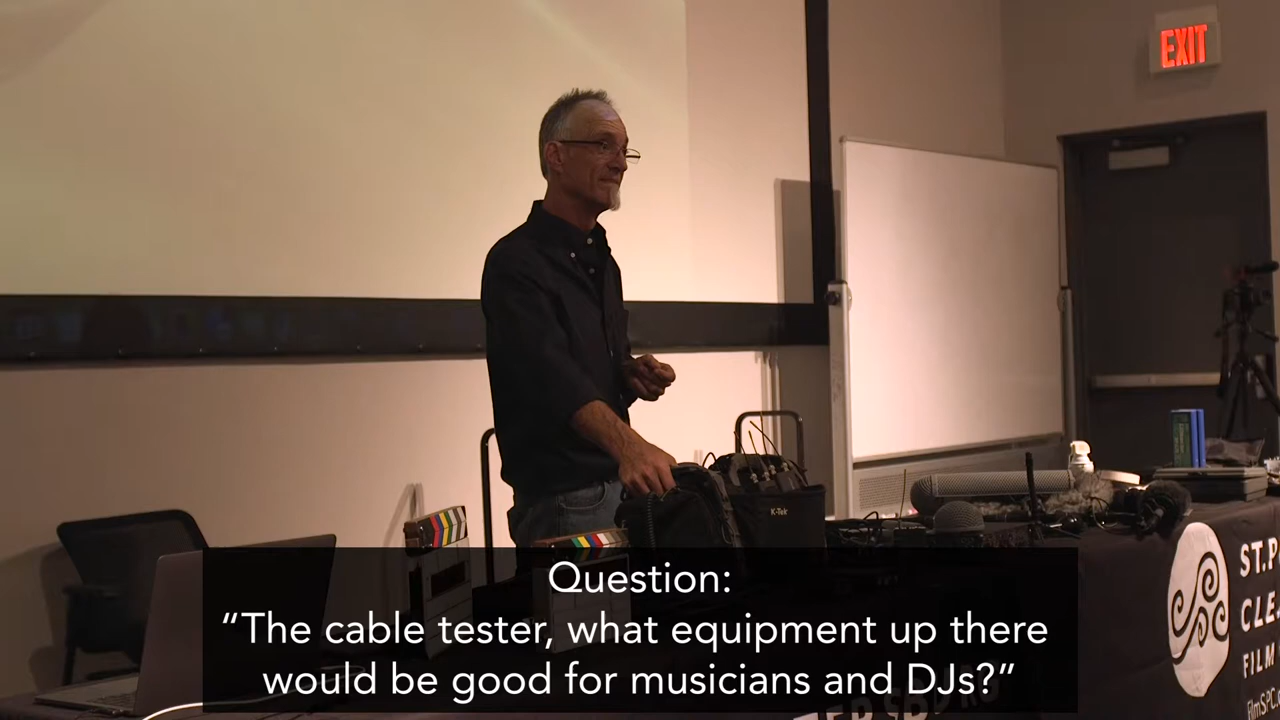 EXIT
K-Tek
ST.P
CLE
FILM
FilmSPC.
Question:
“The cable tester, what equipment up there
would be good for musicians and DJs?”